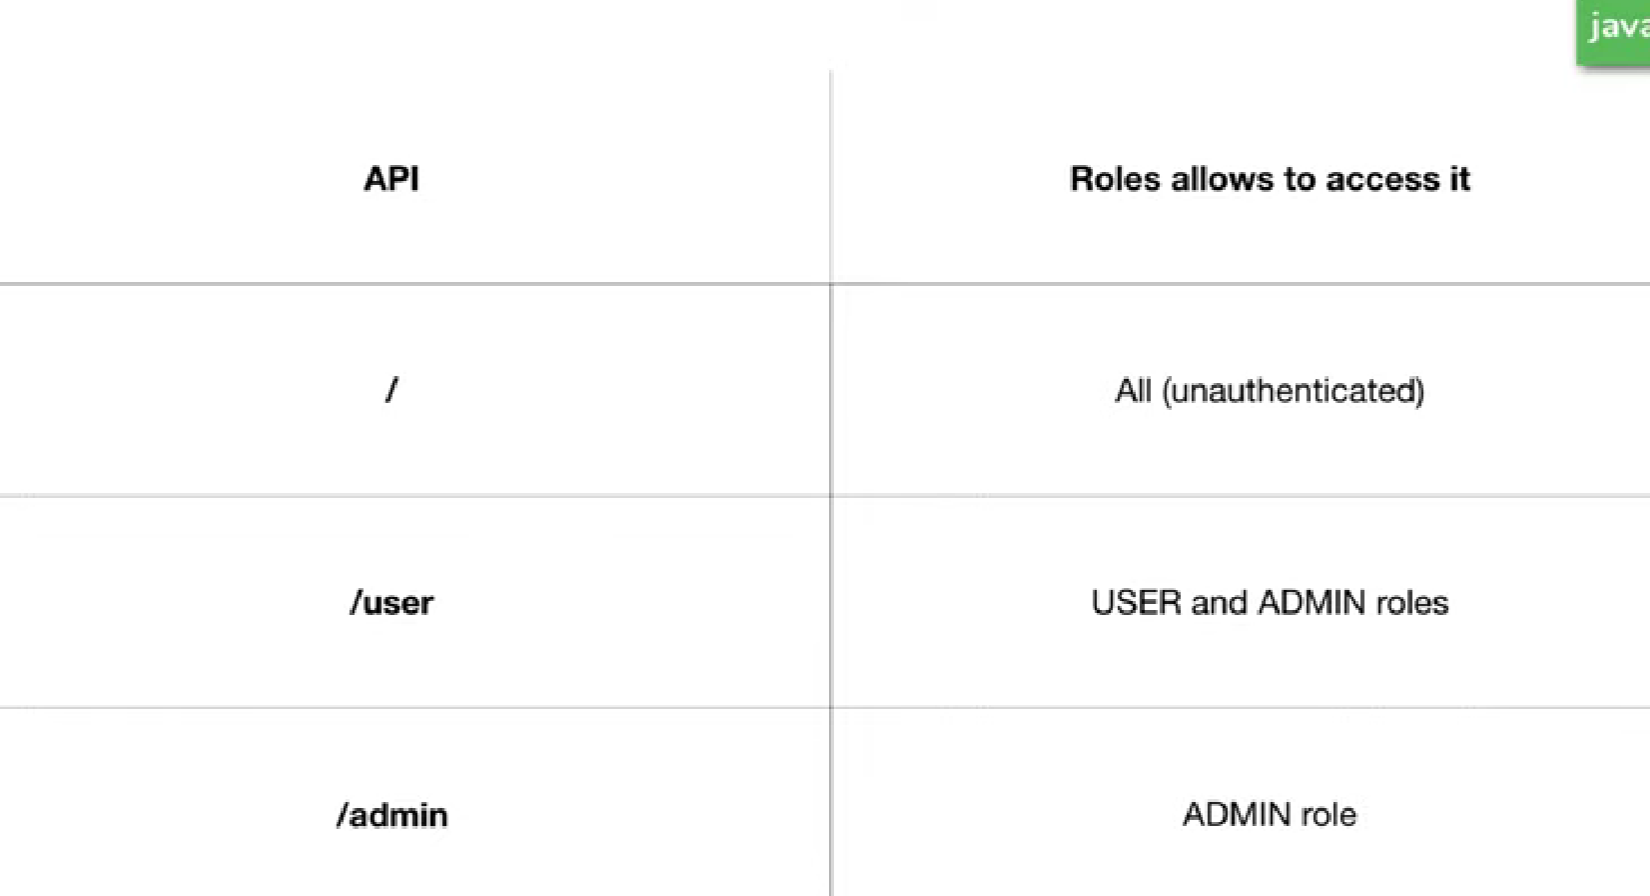 java
API
Roles allows to access it
/
All (unauthenticated)
/user
USER and ADMIN roles
/admin
ADMIN role